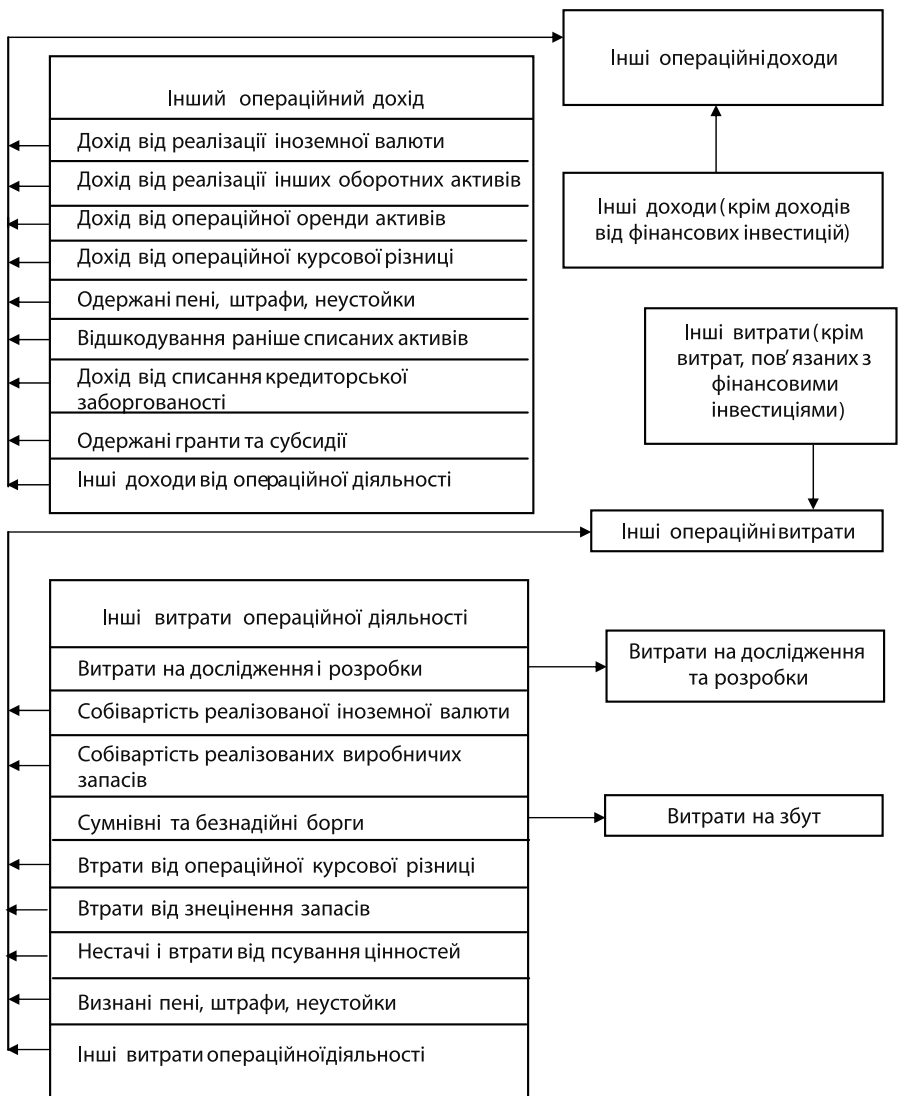 Інші операційні доходи
Інший операційний дохід
Дохід від реалізації іноземної валюти
Дохід від реалізації інших оборотних активів
Дохід від операційної оренди активів
Дохід від операційної курсової різниці
Одержані пені, штрафи, неустойки
Відшкодування раніше списаних активів
Дохід від списання кредиторської
заборгованості
Одержані гранти та субсидії
Інші доходи від операційної діяльності
Інші доходи (крім доходів
від фінансових інвестицій)
Інші витрати (крім
витрат, пов’язаних з
фінансовими
інвестиціями)
Інші операційні витрати
Інші витрати операційної діяльності
Витрати на дослідження і розробки
Собівартість реалізованої іноземної валюти
Собівартість реалізованих виробничих
запасів
Сумнівні та безнадійні борги
Втрати від операційної курсової різниці
Втрати від знецінення запасів
Нестачі і втрати від псування цінностей
Визнані пені, штрафи, неустойки
Інші витрати операційної діяльності
Витрати на дослідження
та розробки
Витрати на збут